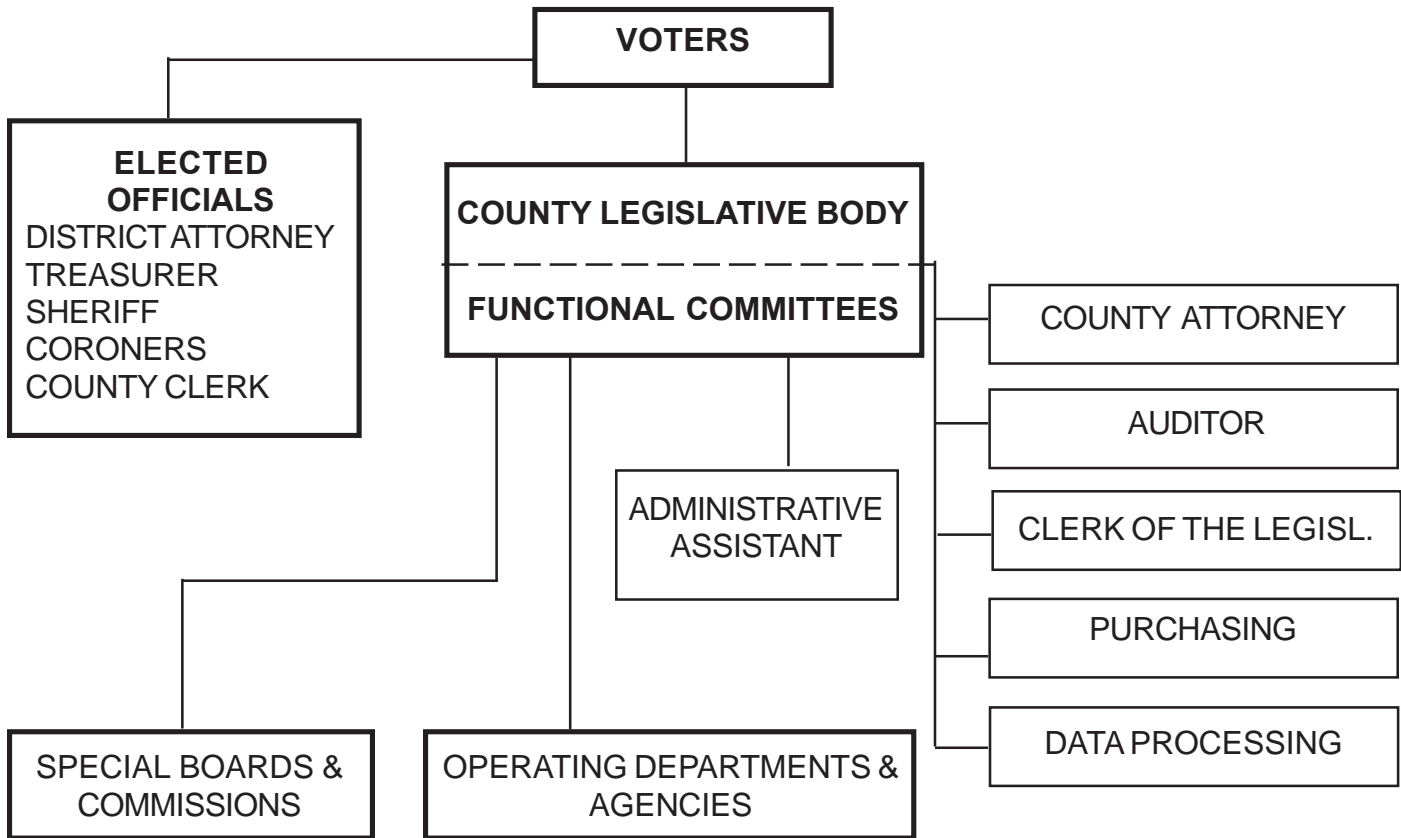 VOTERS
ELECTED
OFFICIALS
DISTRICT ATTORNEY
TREASURER
SHERIFF
CORONERS
COUNTY CLERK
COUNTY LEGISLATIVE BODY
FUNCTIONAL COMMITTEES
COUNTY ATTORNEY
AUDITOR
CLERK OF THE LEGISL.
PURCHASING
DATA PROCESSING
ADMINISTRATIVE
ASSISTANT
SPECIAL BOARDS &
COMMISSIONS
OPERATING DEPARTMENTS &
AGENCIES